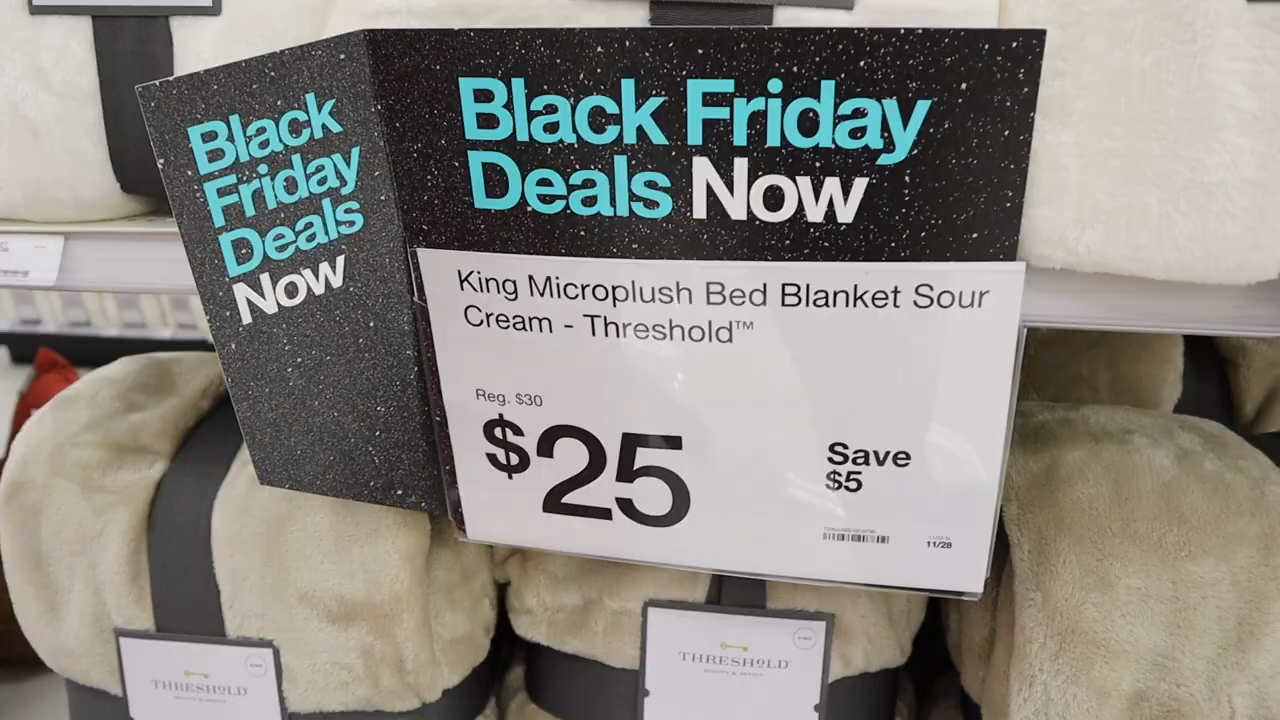 Black
Friday
Deals
Now
Black Friday
Deals Now
King Microplush Bed Blanket Sour
Cream - Threshold™
Reg. $30
$25
Save
$5
11/28
THRESHOLD
THRESHOLD